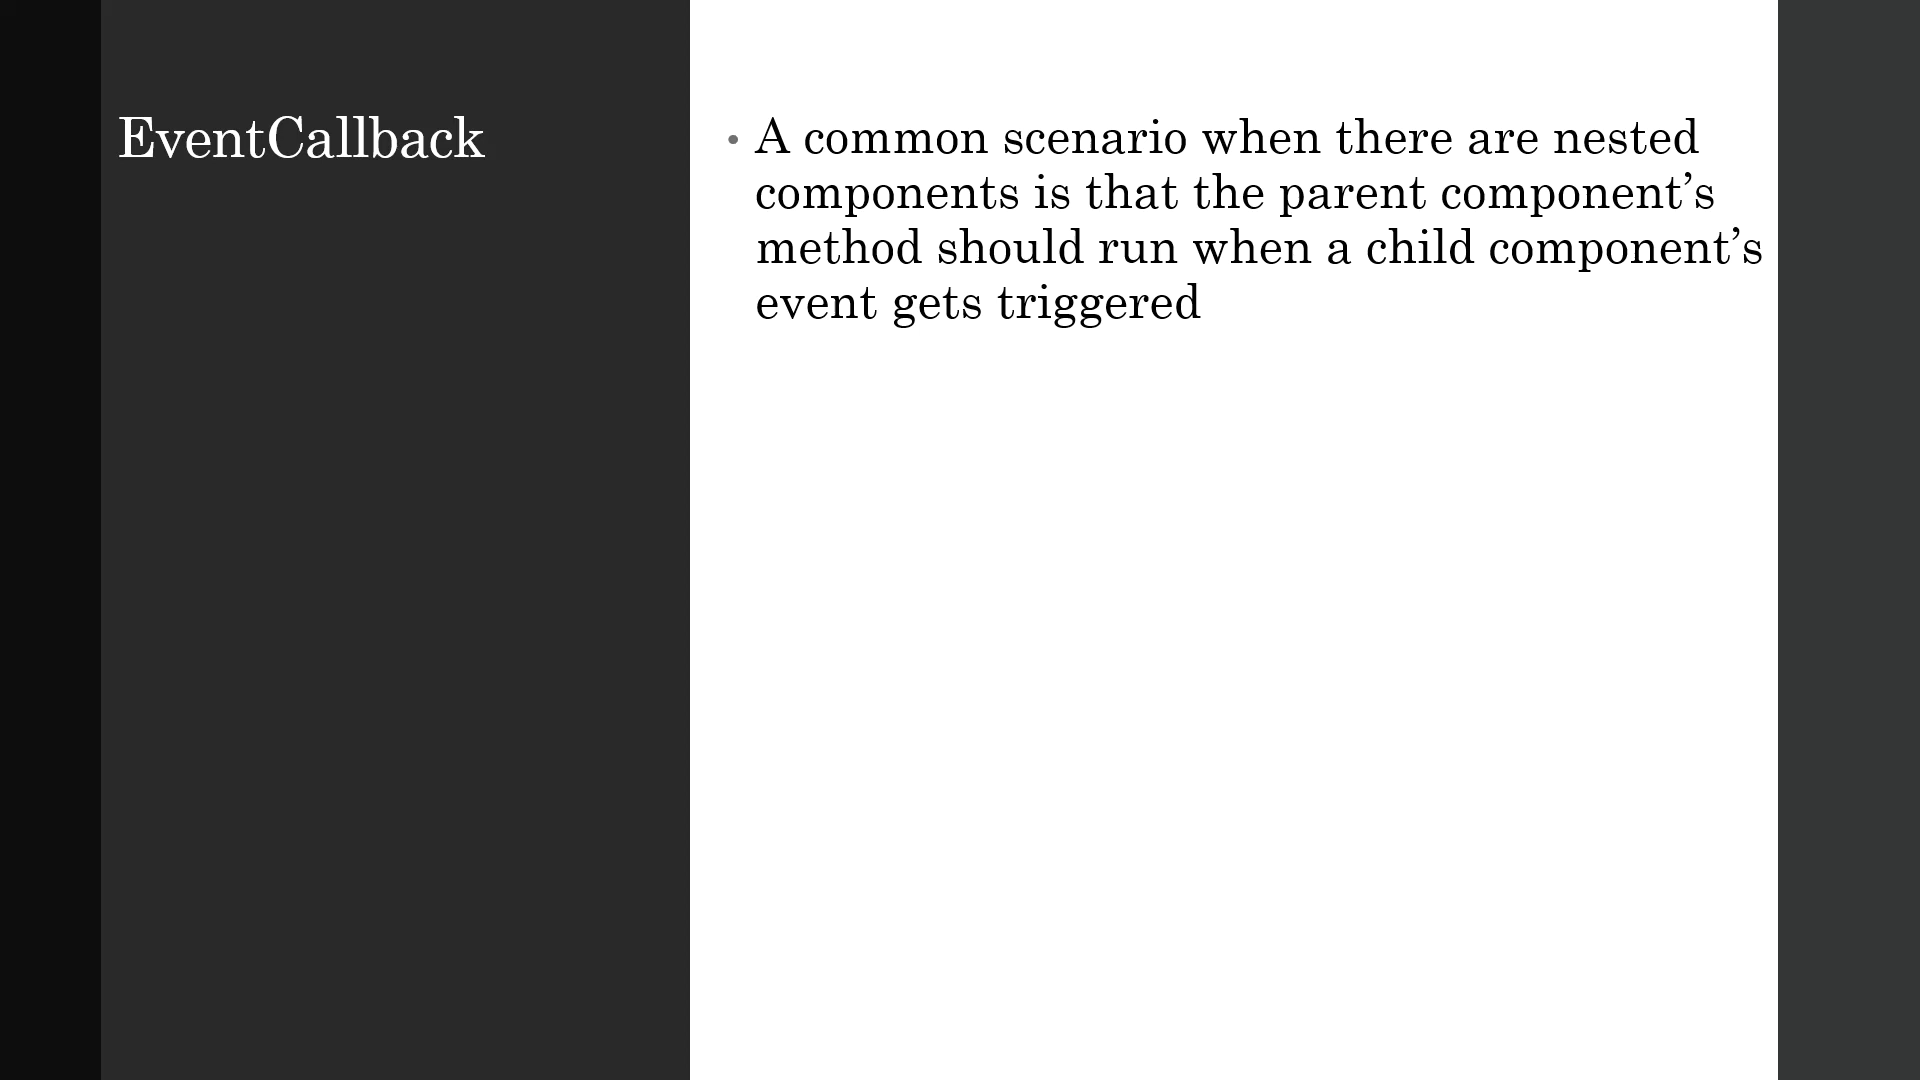 EventCallback
• A common scenario when there are nested
components is that the parent component’s
method should run when a child component’s
event gets triggered